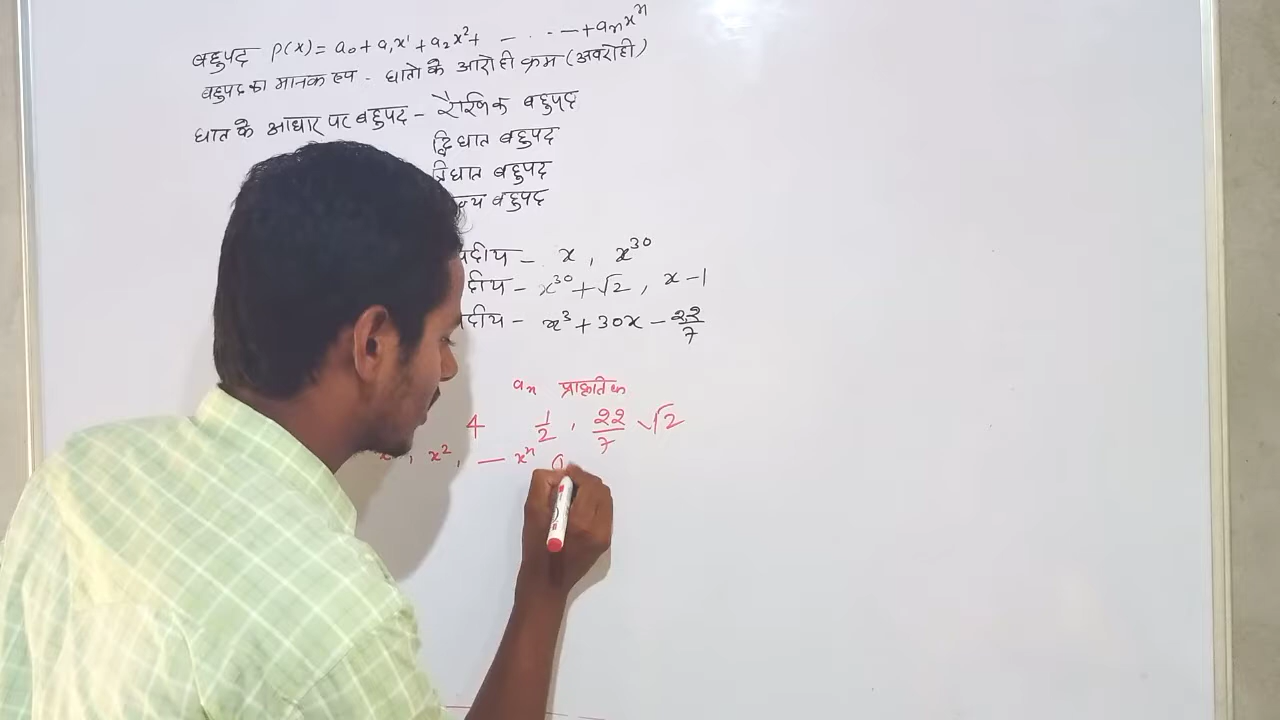 बहुपद P(x) = a₀ + a₁x¹ + a₂x² + - - - - + aₙxⁿ
बहुपद का मानक रूप - घातो के आरोही क्रम (अवरोही)
घात के आधार पर बहुपद - रैखिक बहुपद
द्विघात बहुपद
त्रिघात बहुपद
बहुपद
x, x³⁰
x³⁰ + √2, x - 1
x³ + 30x - 22/7
aₙ प्राकृतिक
4 1/2, 22/7 √2
, x², — xⁿ